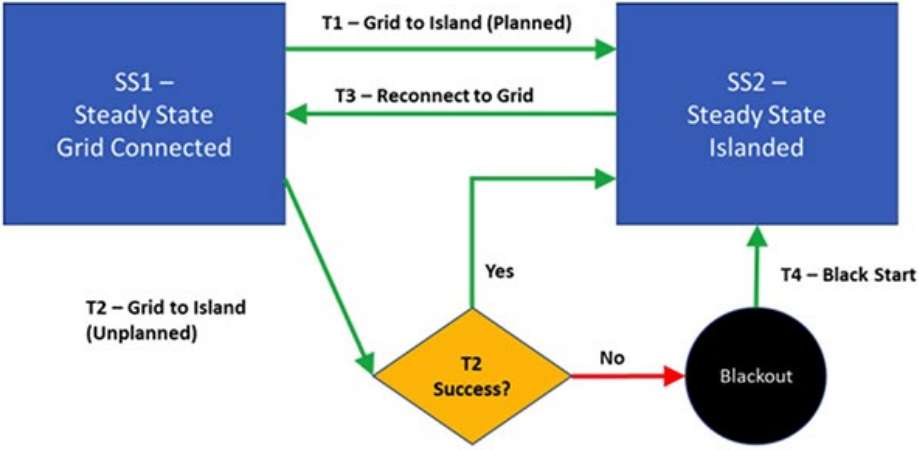 T1 – Grid to Island (Planned)
SS1 –
Steady State
Grid Connected
T3 – Reconnect to Grid
SS2 –
Steady State
Islanded
T2 – Grid to Island
(Unplanned)
Yes
T4 – Black Start
T2
Success?
No
Blackout